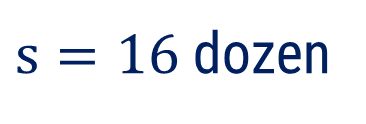 s = 16 dozen